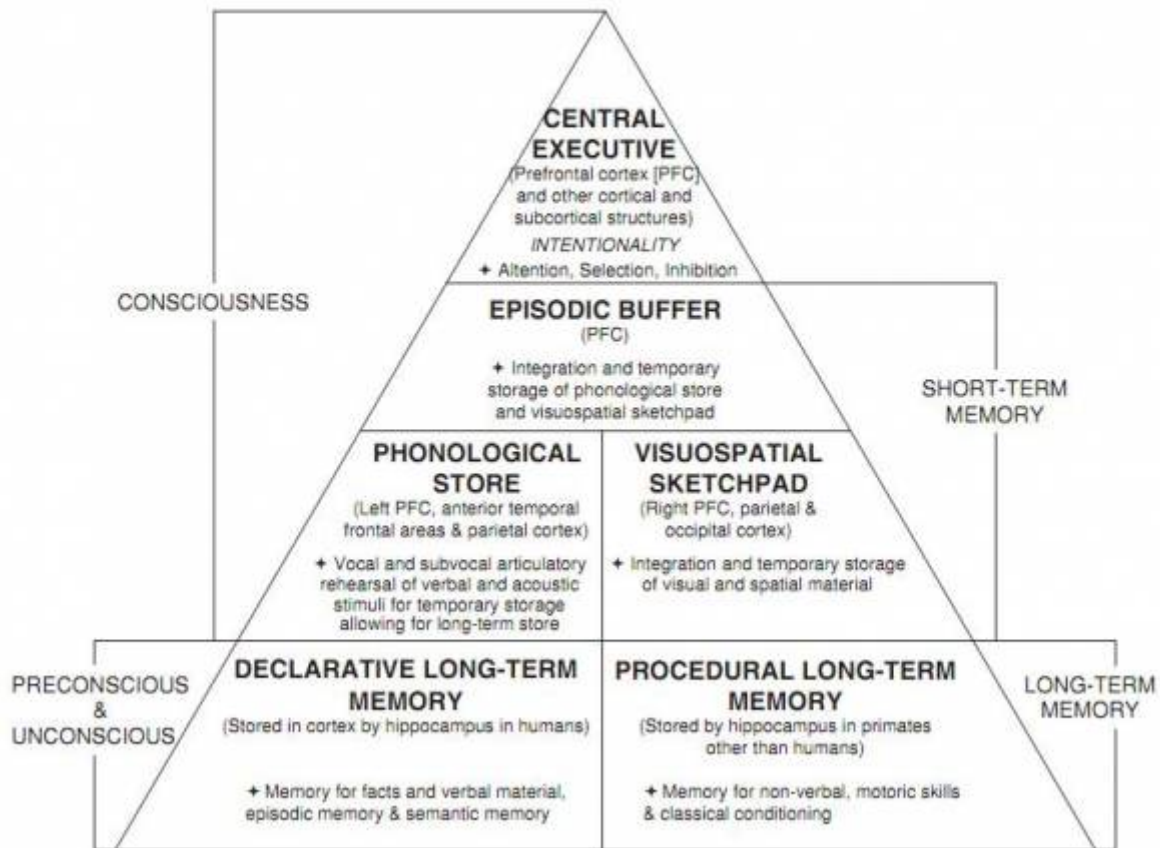 CENTRAL
EXECUTIVE
(Prefrontal cortex [PFC]
and other cortical and
subcortical structures)
INTENTIONALITY
+ Altention, Selection, Inhibition
CONSCIOUSNESS
EPISODIC BUFFER
(PFC)
+ Integration and temporary
storage of phonological store
and visuospatial sketchpad
SHORT-TERM
MEMORY
PHONOLOGICAL
STORE
(Left PFC, anterior temporal
frontal areas & parietal cortex)
+ Vocal and subvocal articulatory
rehearsal of verbal and acoustic
stimuli for temporary storage
allowing for long-term store
VISUOSPATIAL
SKETCHPAD
(Right PFC, parietal &
occipital cortex)
+ Integration and temporary storage
of visual and spatial material
PRECONSCIOUS
&
UNCONSCIOUS
DECLARATIVE LONG-TERM
MEMORY
(Stored in cortex by hippocampus in humans)
+ Memory for facts and verbal material,
episodic memory & semantic memory
PROCEDURAL LONG-TERM
MEMORY
(Stored by hippocampus in primates
other than humans)
+ Memory for non-verbal, motoric skills
& classical conditioning
LONG-TERM
MEMORY